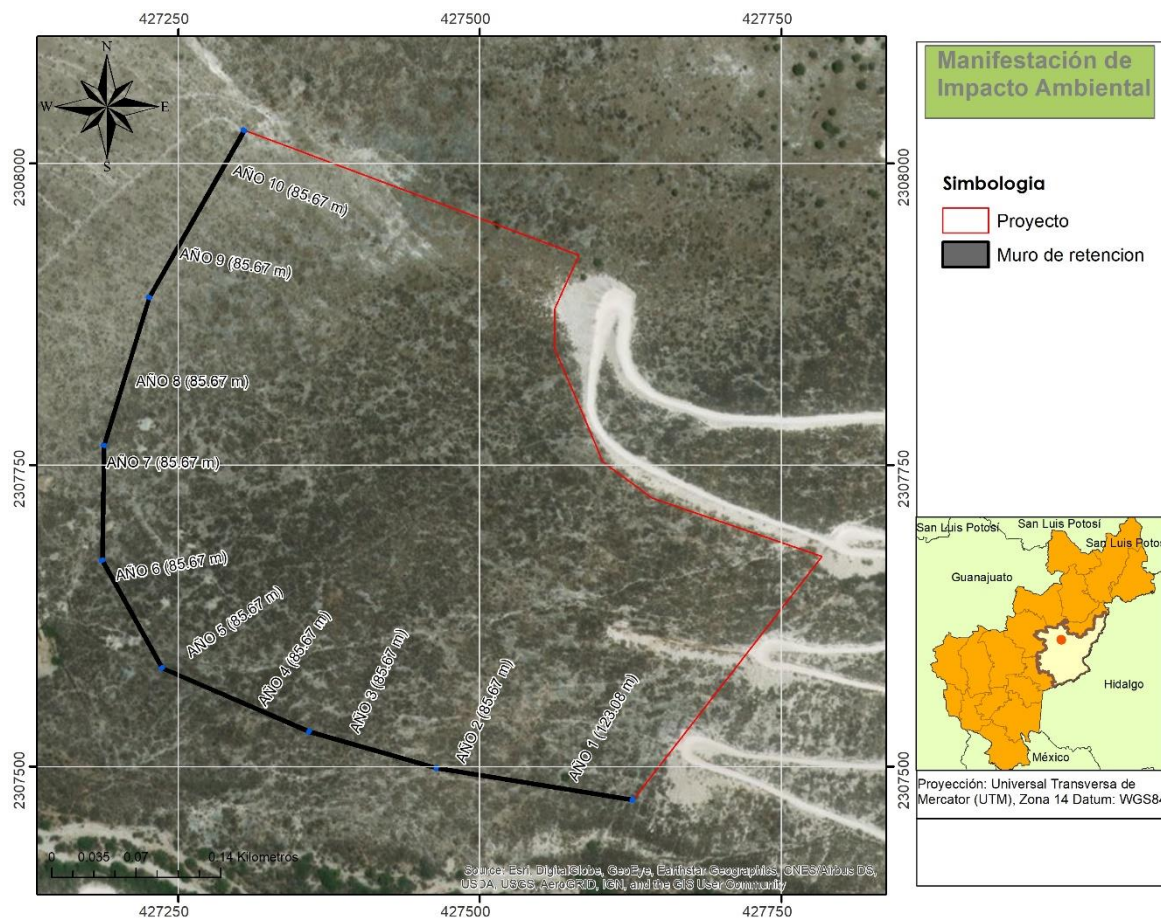 427250
427500
427750
N
W
E
S
2308000
2308000
AÑO 10 (85.67 m)
AÑO 9 (85.67 m)
AÑO 8 (85.67 m)
2307750
2307750
AÑO 7 (85.67 m)
AÑO 6 (85.67 m)
AÑO 5 (85.67 m)
AÑO 4 (85.67 m)
AÑO 3 (85.67 m)
AÑO 2 (85.67 m)
AÑO 1 (123.08 m)
2307500
2307500
0 0.035 0.07 0.14 Kilometros
Source: Esri, DigitalGlobe, GeoEye, Earthstar Geographics, CNES/Airbus DS,
USDA, USGS, AeroGRID, IGN, and the GIS User Community
427250
427500
427750
Manifestación de
Impacto Ambiental
Simbologia
Proyecto
Muro de retencion
San Luis Potosí
San Luis Potosí
San Luis Potos
Guanajuato
Hidalgo
México
Proyección: Universal Transversa de
Mercator (UTM), Zona 14 Datum: WGS84